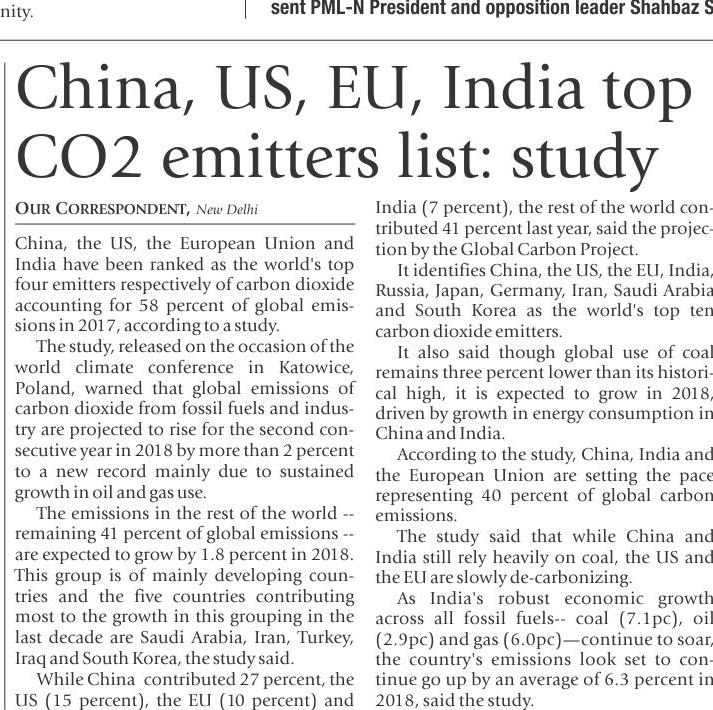 nity.
sent PML-N President and opposition leader Shahbaz S
China, US, EU, India top
CO2 emitters list: study
OUR CORRESPONDENT, New Delhi
China, the US, the European Union and
India have been ranked as the world's top
four emitters respectively of carbon dioxide
accounting for 58 percent of global emis-
sions in 2017, according to a study.
The study, released on the occasion of the
world climate conference in Katowice,
Poland, warned that global emissions of
carbon dioxide from fossil fuels and indus-
try are projected to rise for the second con-
secutive year in 2018 by more than 2 percent
to a new record mainly due to sustained
growth in oil and gas use.
The emissions in the rest of the world --
remaining 41 percent of global emissions --
are expected to grow by 1.8 percent in 2018.
This group is of mainly developing coun-
tries and the five countries contributing
most to the growth in this grouping in the
last decade are Saudi Arabia, Iran, Turkey,
Iraq and South Korea, the study said.
While China contributed 27 percent, the
US (15 percent), the EU (10 percent) and
India (7 percent), the rest of the world con-
tributed 41 percent last year, said the projec-
tion by the Global Carbon Project.
It identifies China, the US, the EU, India,
Russia, Japan, Germany, Iran, Saudi Arabia
and South Korea as the world's top ten
carbon dioxide emitters.
It also said though global use of coal
remains three percent lower than its histori-
cal high, it is expected to grow in 2018,
driven by growth in energy consumption in
China and India.
According to the study, China, India and
the European Union are setting the pace
representing 40 percent of global carbon
emissions.
The study said that while China and
India still rely heavily on coal, the US and
the EU are slowly de-carbonizing.
As India's robust economic growth
across all fossil fuels-- coal (7.1pc), oil
(2.9pc) and gas (6.0pc)—continue to soar,
the country's emissions look set to con-
tinue go up by an average of 6.3 percent in
2018, said the study.